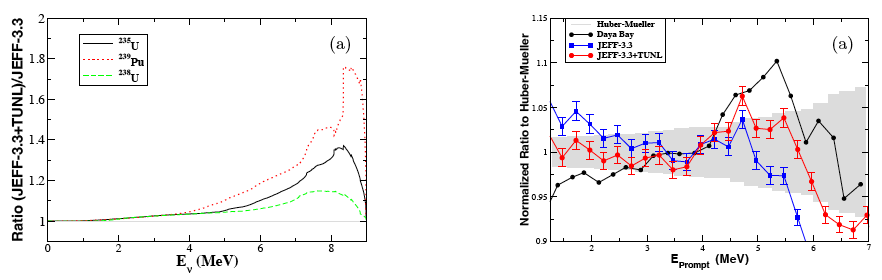 2
1.8
1.6
1.4
1.2
1
0
2
4
6
8
Ratio (JEFF-3.3+TUNL)/JEFF-3.3
E_ν (MeV)
²³⁵U
²³⁹Pu
²³⁸U
(a)
1.15
1.1
1.05
1
0.95
0.9
2
3
4
5
6
7
Normalized Ratio to Huber-Mueller
E_Prompt (MeV)
Huber-Mueller
Daya Bay
JEFF-3.3
JEFF-3.3+TUNL
(a)